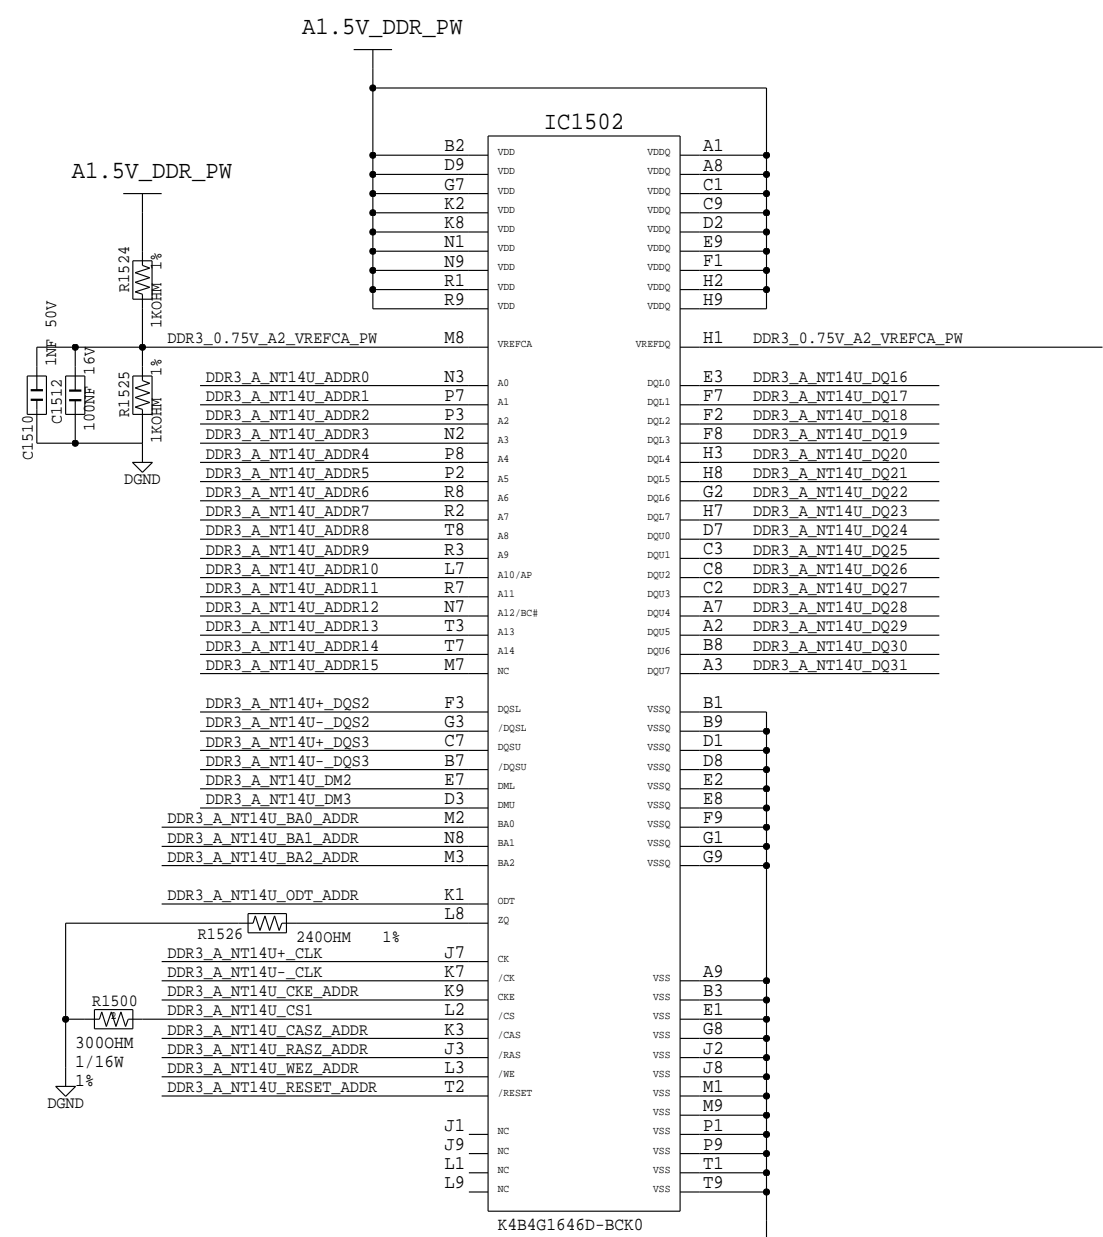 A1.5V_DDR_PW
IC1502
A1.5V_DDR_PW
B2 VDD VDDQ A1
D9 VDD VDDQ A8
G7 VDD VDDQ C1
K2 VDD VDDQ C9
K8 VDD VDDQ D2
N1 VDD VDDQ E9
N9 VDD VDDQ F1
R1 VDD VDDQ H2
R9 VDD VDDQ H9
R1524
1KOHM 1%
DDR3_0.75V_A2_VREFCA_PW M8 VREFCA VREFDQ H1 DDR3_0.75V_A2_VREFCA_PW
C1510
1NF 50V
C1512
100NF 16V
R1525
1KOHM 1%
DGND
DDR3_A_NT14U_ADDR0 N3 A0 DQL0 E3 DDR3_A_NT14U_DQ16
DDR3_A_NT14U_ADDR1 P7 A1 DQL1 F7 DDR3_A_NT14U_DQ17
DDR3_A_NT14U_ADDR2 P3 A2 DQL2 F2 DDR3_A_NT14U_DQ18
DDR3_A_NT14U_ADDR3 N2 A3 DQL3 F8 DDR3_A_NT14U_DQ19
DDR3_A_NT14U_ADDR4 P8 A4 DQL4 H3 DDR3_A_NT14U_DQ20
DDR3_A_NT14U_ADDR5 P2 A5 DQL5 H8 DDR3_A_NT14U_DQ21
DDR3_A_NT14U_ADDR6 R8 A6 DQL6 G2 DDR3_A_NT14U_DQ22
DDR3_A_NT14U_ADDR7 R2 A7 DQL7 H7 DDR3_A_NT14U_DQ23
DDR3_A_NT14U_ADDR8 T8 A8 DQU0 D7 DDR3_A_NT14U_DQ24
DDR3_A_NT14U_ADDR9 R3 A9 DQU1 C3 DDR3_A_NT14U_DQ25
DDR3_A_NT14U_ADDR10 L7 A10/AP DQU2 C8 DDR3_A_NT14U_DQ26
DDR3_A_NT14U_ADDR11 R7 A11 DQU3 C2 DDR3_A_NT14U_DQ27
DDR3_A_NT14U_ADDR12 N7 A12/BC# DQU4 A7 DDR3_A_NT14U_DQ28
DDR3_A_NT14U_ADDR13 T3 A13 DQU5 A2 DDR3_A_NT14U_DQ29
DDR3_A_NT14U_ADDR14 T7 A14 DQU6 B8 DDR3_A_NT14U_DQ30
DDR3_A_NT14U_ADDR15 M7 NC DQU7 A3 DDR3_A_NT14U_DQ31
DDR3_A_NT14U+_DQS2 F3 DQSL VSSQ B1
DDR3_A_NT14U-_DQS2 G3 /DQSL VSSQ B9
DDR3_A_NT14U+_DQS3 C7 DQSU VSSQ D1
DDR3_A_NT14U-_DQS3 B7 /DQSU VSSQ D8
DDR3_A_NT14U_DM2 E7 DML VSSQ E2
DDR3_A_NT14U_DM3 D3 DMU VSSQ E8
DDR3_A_NT14U_BA0_ADDR M2 BA0 VSSQ F9
DDR3_A_NT14U_BA1_ADDR N8 BA1 VSSQ G1
DDR3_A_NT14U_BA2_ADDR M3 BA2 VSSQ G9
DDR3_A_NT14U_ODT_ADDR K1 ODT
L8 ZQ
R1526 240OHM 1%
DDR3_A_NT14U+_CLK J7 CK
DDR3_A_NT14U-_CLK K7 /CK VSS A9
DDR3_A_NT14U_CKE_ADDR K9 CKE VSS B3
R1500 DDR3_A_NT14U_CS1 L2 /CS VSS E1
DDR3_A_NT14U_CASZ_ADDR K3 /CAS VSS G8
300OHM DDR3_A_NT14U_RASZ_ADDR J3 /RAS VSS J2
1/16W DDR3_A_NT14U_WEZ_ADDR L3 /WE VSS J8
1% DDR3_A_NT14U_RESET_ADDR T2 /RESET VSS M1
DGND
VSS M9
J1 NC VSS P1
J9 NC VSS P9
L1 NC VSS T1
L9 NC VSS T9
K4B4G1646D-BCK0